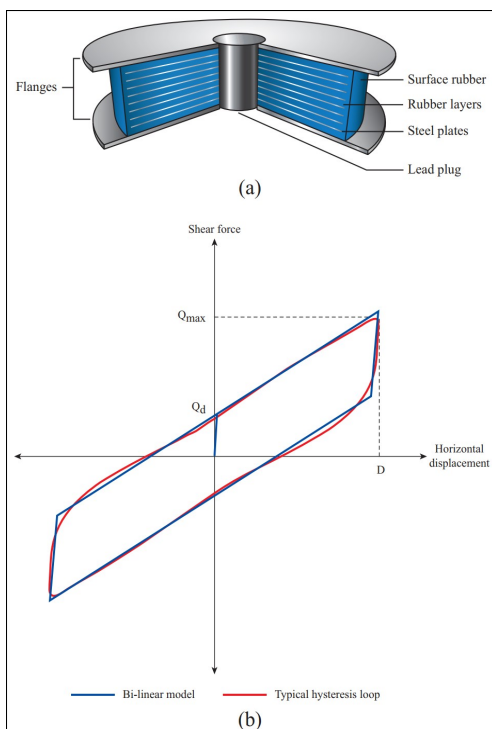 Flanges
Surface rubber
Rubber layers
Steel plates
Lead plug
(a)
Shear force
Qmax
Qd
Horizontal
displacement
D
Bi-linear model
Typical hysteresis loop
(b)